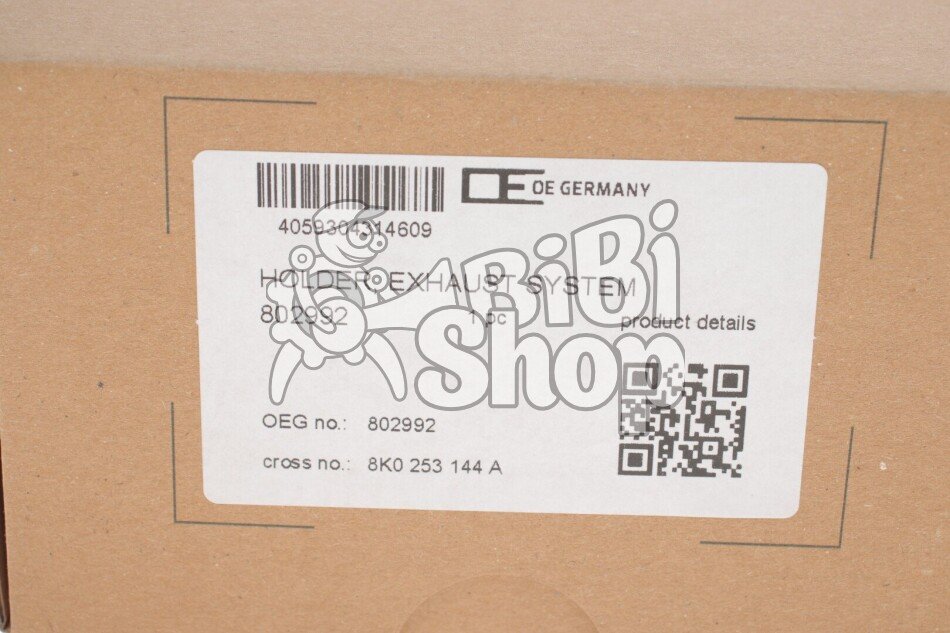 OE GERMANY
4059304314609
HOLDER, EXHAUST SYSTEM
802992 1 pc product details
BiBi
Shop
OEG no.: 802992
cross no.: 8K0 253 144 A